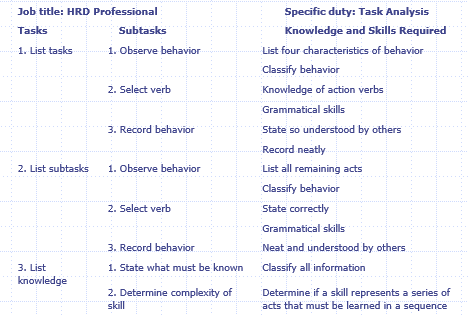 Job title: HRD Professional Specific duty: Task Analysis
Tasks Subtasks Knowledge and Skills Required
1. List tasks 1. Observe behavior List four characteristics of behavior
Classify behavior
2. Select verb Knowledge of action verbs
Grammatical skills
3. Record behavior State so understood by others
Record neatly
2. List subtasks 1. Observe behavior List all remaining acts
Classify behavior
2. Select verb State correctly
Grammatical skills
3. Record behavior Neat and understood by others
3. List 1. State what must be known Classify all information
knowledge
2. Determine complexity of Determine if a skill represents a series of
skill acts that must be learned in a sequence